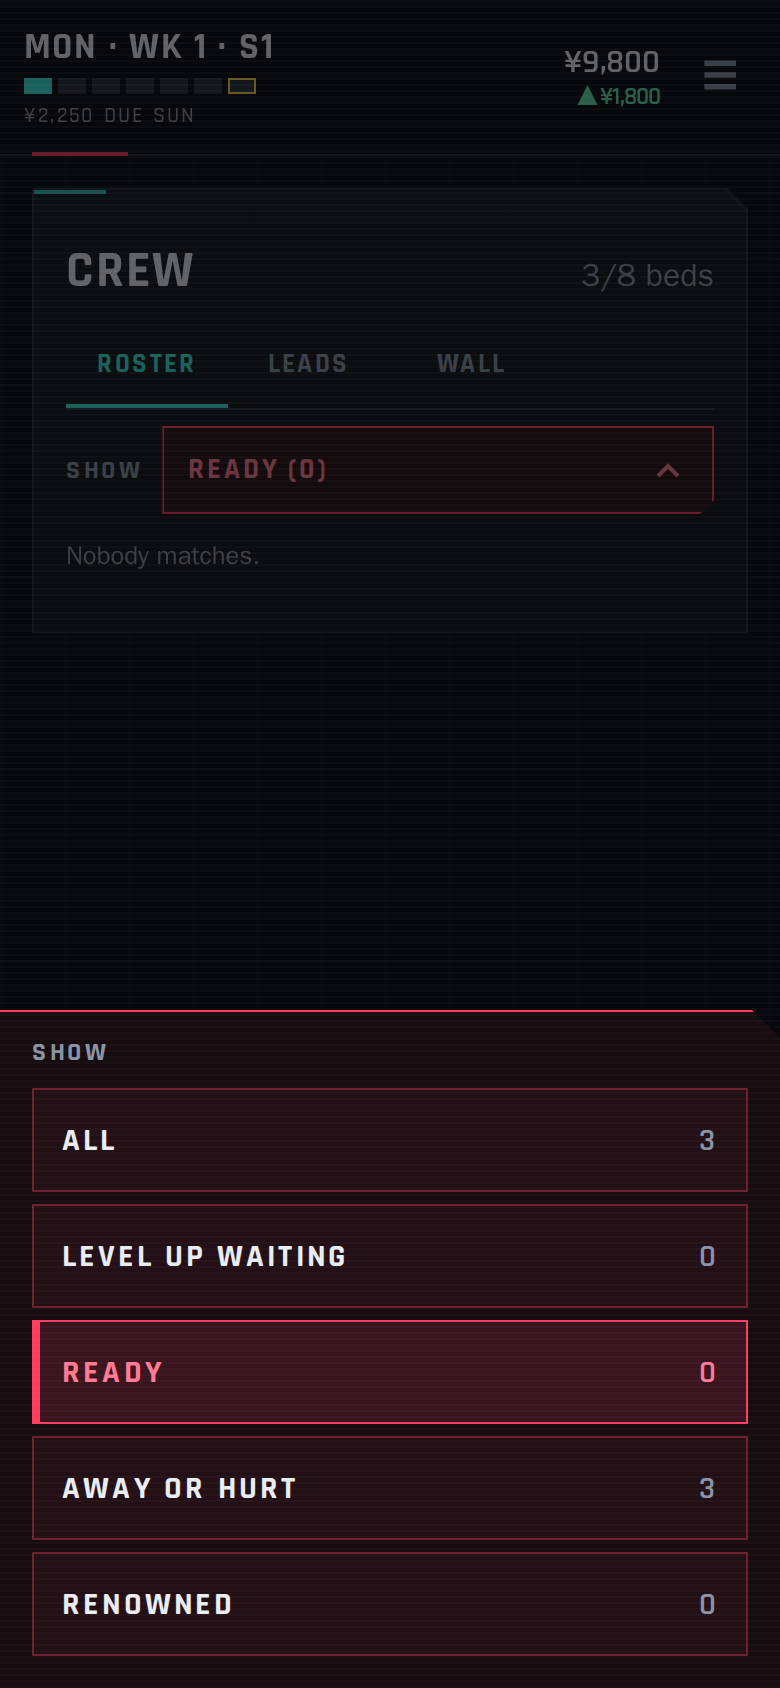 MON · WK 1 · S1
¥2,250 DUE SUN
¥9,800
▲¥1,800
CREW
3/8 beds
ROSTER LEADS WALL
SHOW READY (0)
Nobody matches.
SHOW
ALL 3
LEVEL UP WAITING 0
READY 0
AWAY OR HURT 3
RENOWNED 0